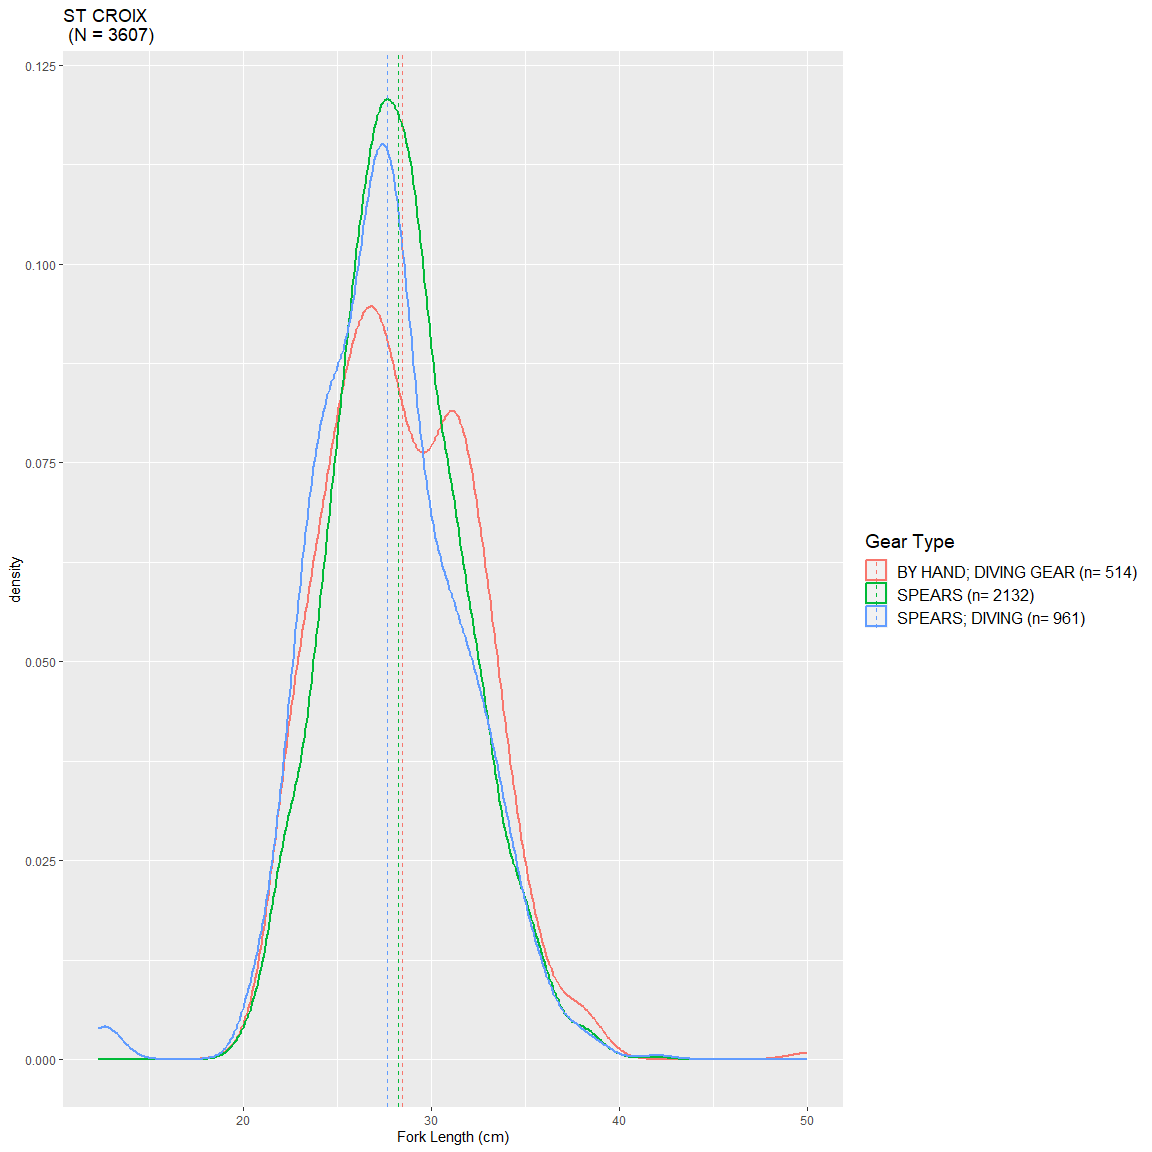 ST CROIX
(N = 3607)
0.125
0.100
0.075
0.050
0.025
0.000
density
20
30
40
50
Fork Length (cm)
Gear Type
BY HAND; DIVING GEAR (n= 514)
SPEARS (n= 2132)
SPEARS; DIVING (n= 961)